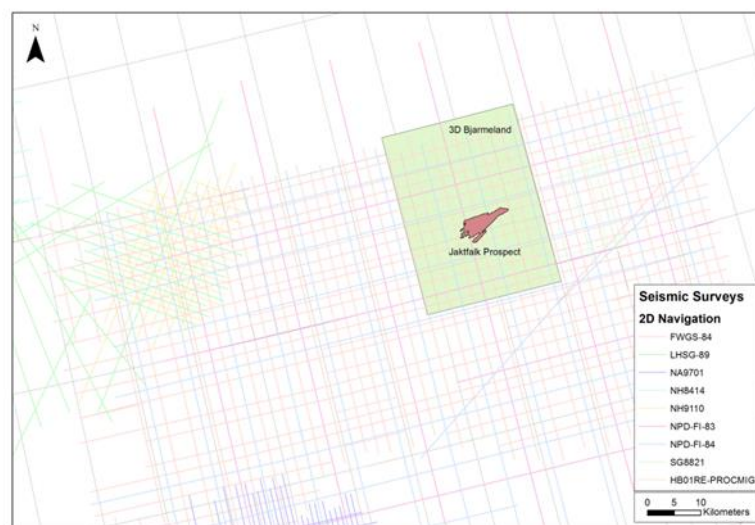 N
3D Bjarmeland
Jaktfalk Prospect
Seismic Surveys
2D Navigation
FWGS-84
LHSG-89
NA9701
NH8414
NH9110
NPD-FI-83
NPD-FI-84
SG8821
HB01RE-PROCMIG
0 5 10
Kilometers